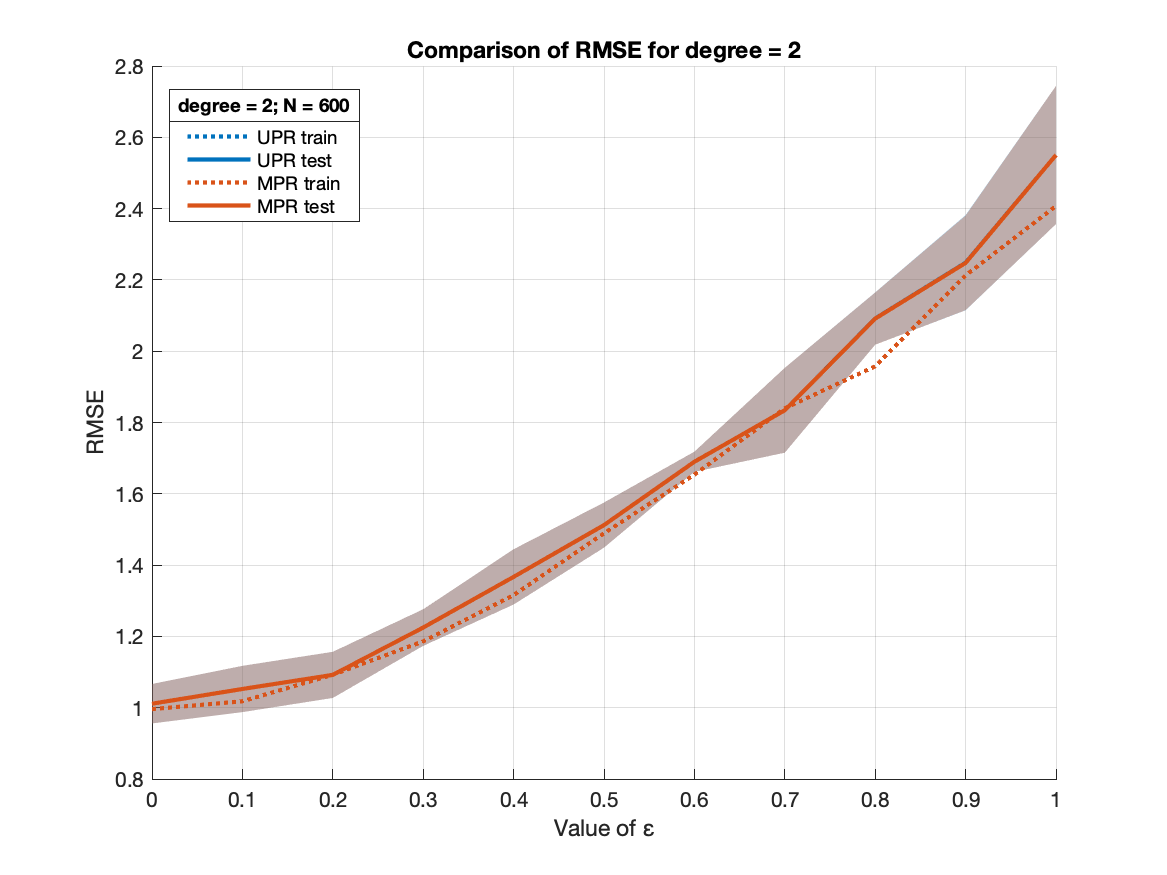 Comparison of RMSE for degree = 2
degree = 2; N = 600
UPR train
UPR test
MPR train
MPR test
RMSE
2.8
2.6
2.4
2.2
2
1.8
1.6
1.4
1.2
1
0.8
0 0.1 0.2 0.3 0.4 0.5 0.6 0.7 0.8 0.9 1
Value of ε